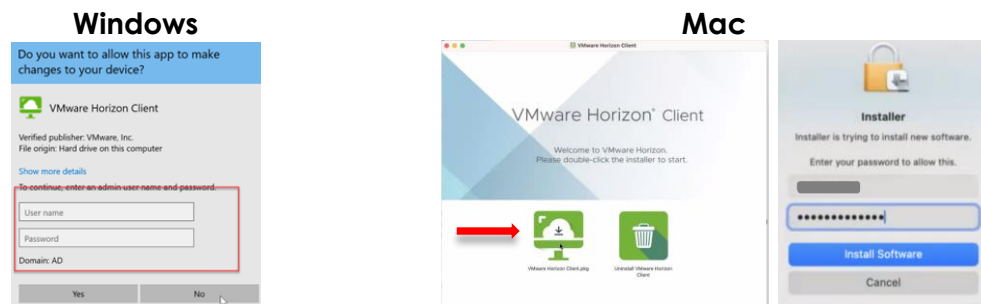 Windows
Do you want to allow this app to make
changes to your device?
VMware Horizon Client
Verified publisher: VMware, Inc.
File origin: Hard drive on this computer
Show more details
To continue, enter an admin user name and password.
User name
Password
Domain: AD
Yes
No
Mac
VMware Horizon Client
VMware Horizon® Client
Welcome to VMware Horizon.
Please double-click the installer to start.
VMware Horizon Client.pkg
Uninstall VMware Horizon
Client
Installer
Installer is trying to install new software.
Enter your password to allow this.
Install Software
Cancel